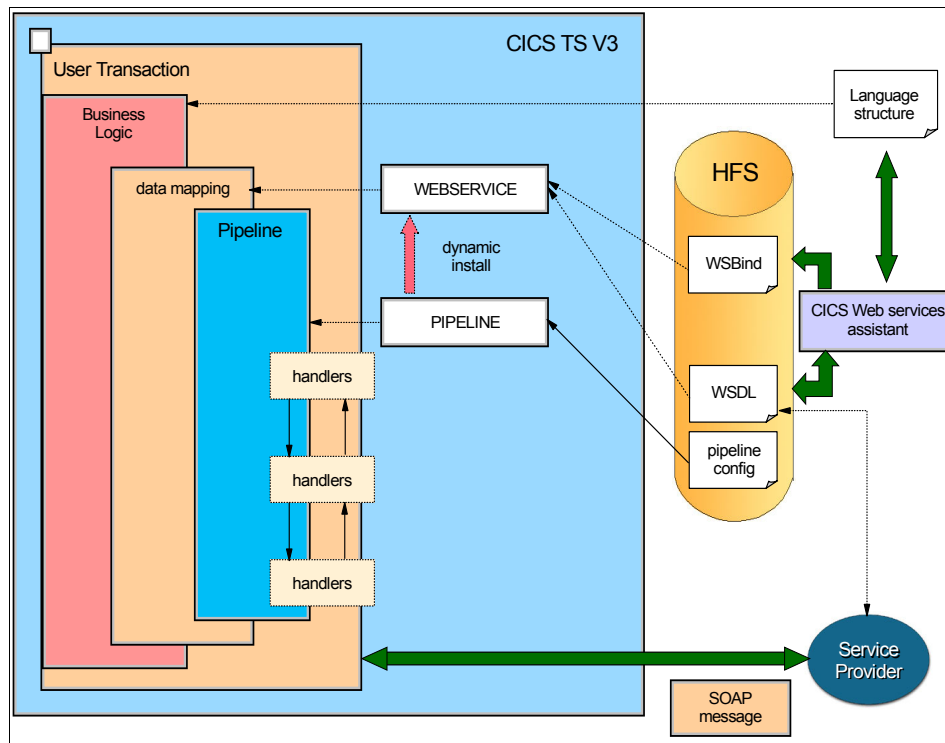 CICS TS V3
User Transaction
Business
Logic
data mapping
Pipeline
WEBSERVICE
dynamic
install
PIPELINE
handlers
handlers
handlers
Language
structure
HFS
WSBind
CICS Web services
assistant
WSDL
pipeline
config
Service
Provider
SOAP
message